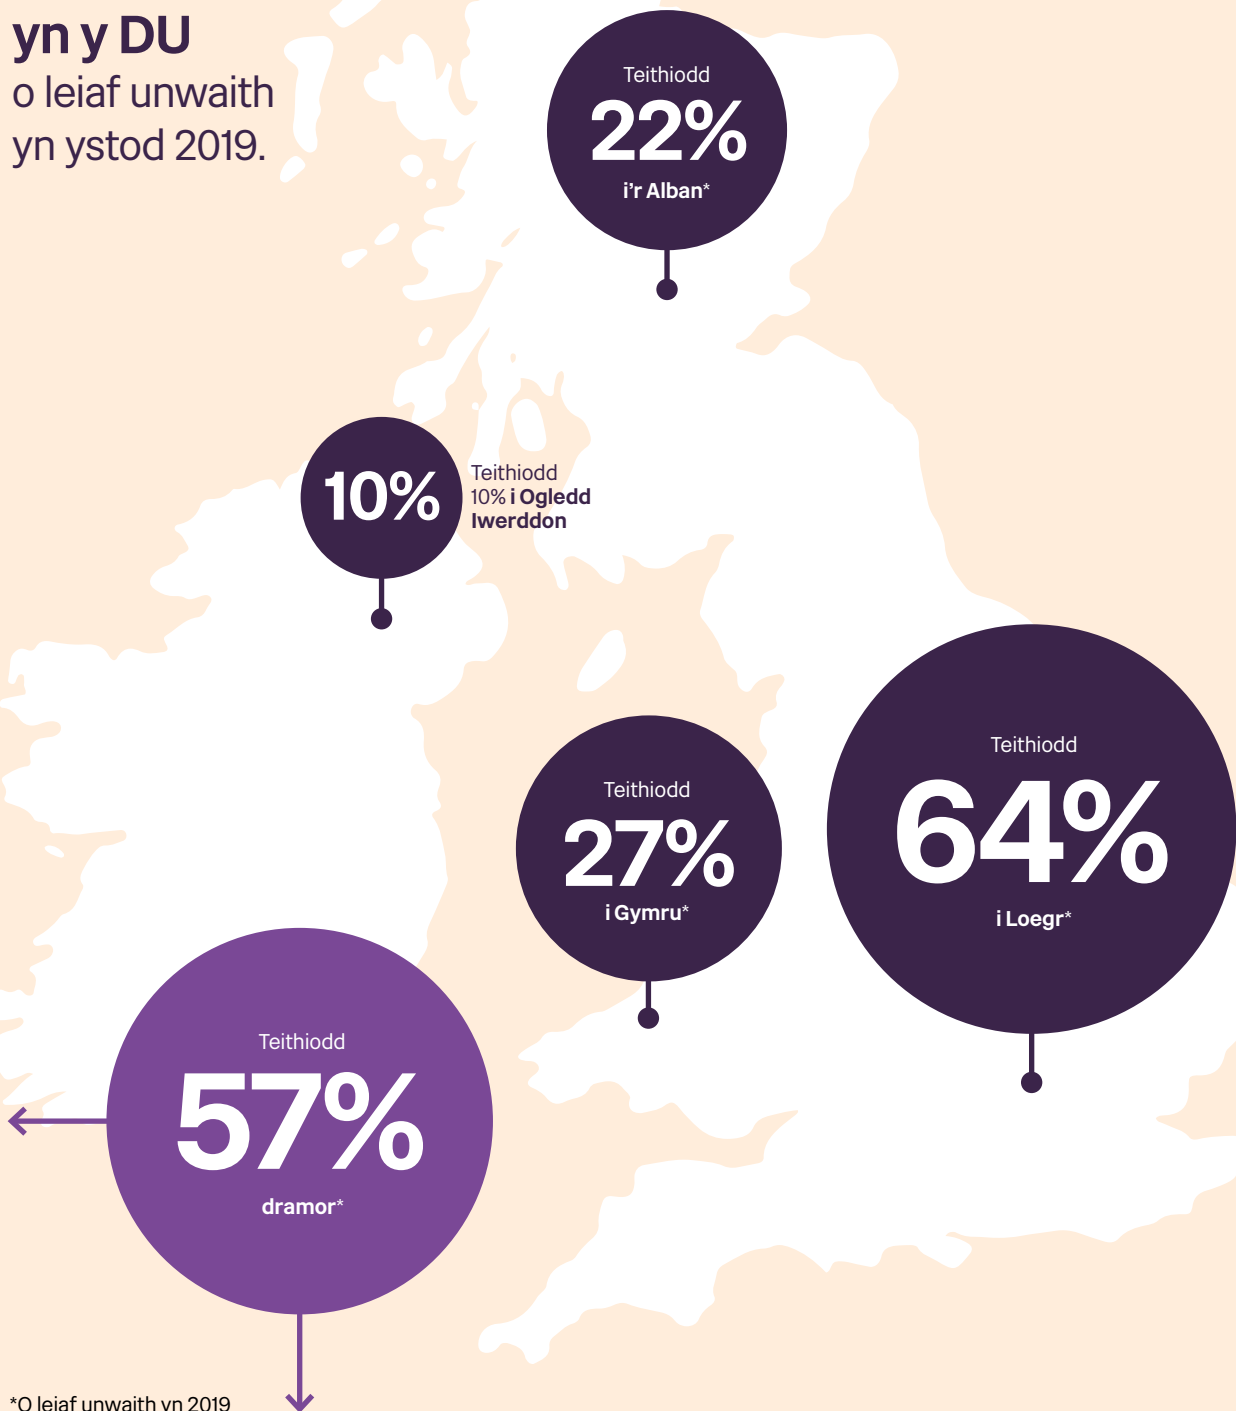 yn y DU
o leiaf unwaith
yn ystod 2019.
Teithiodd
22%
i'r Alban*
10%
Teithiodd
10% i Ogledd
Iwerddon
Teithiodd
27%
i Gymru*
Teithiodd
64%
i Loegr*
Teithiodd
57%
dramor*
*O leiaf unwaith yn 2019